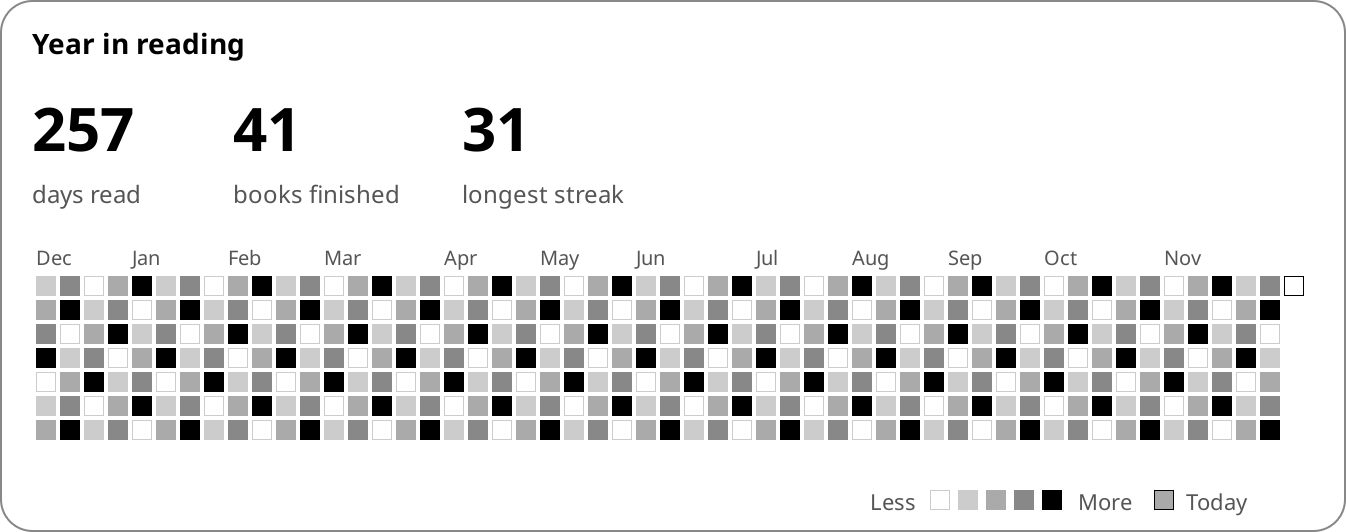 Year in reading
257 41 31
days read books finished longest streak
Dec Jan Feb Mar Apr May Jun Jul Aug Sep Oct Nov
Less More Today